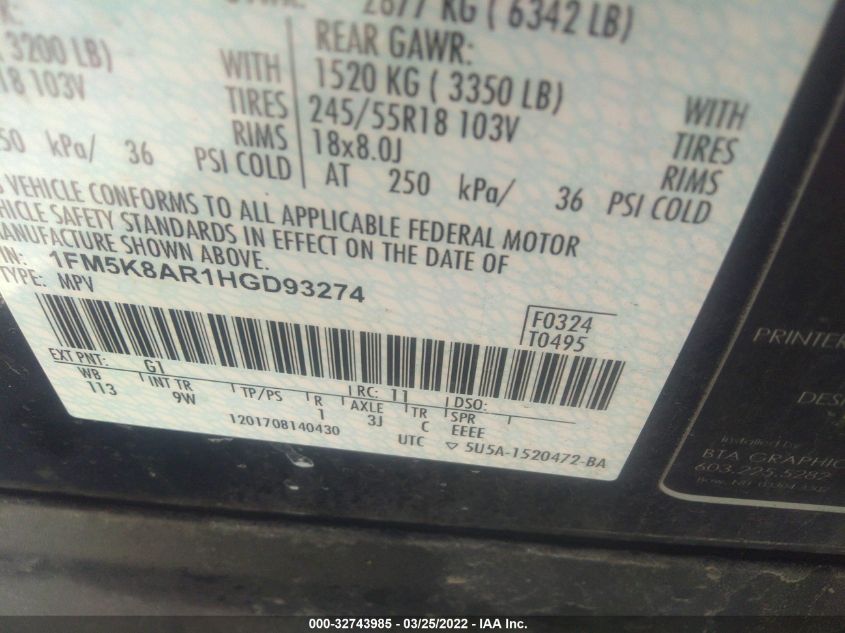 2877 KG ( 6342 LB)
3200 LB)
REAR GAWR:
18 103V
WITH
1520 KG ( 3350 LB)
WITH
TIRES
245/55R18 103V
TIRES
RIMS
18x8.0J
RIMS
50 kPa/ 36 PSI COLD
AT 250 kPa/ 36 PSI COLD
VEHICLE CONFORMS TO ALL APPLICABLE FEDERAL MOTOR
HICLE SAFETY STANDARDS IN EFFECT ON THE DATE OF
ANUFACTURE SHOWN ABOVE.
IN: 1FM5K8AR1HGD93274
TYPE: MPV
F0324
T0495
EXT PNT: G1 RC: 11 DSO:
WB INT TR TP/PS R AXLE TR SPR
113 9W 1 3J C EEEE
1201708140430 UTC ▽ 5U5A-1520472-BA
PRINTER
DESI
Installed by
BTA GRAPHIC
603-225-5282
000-32743985 - 03/25/2022 - IAA Inc.